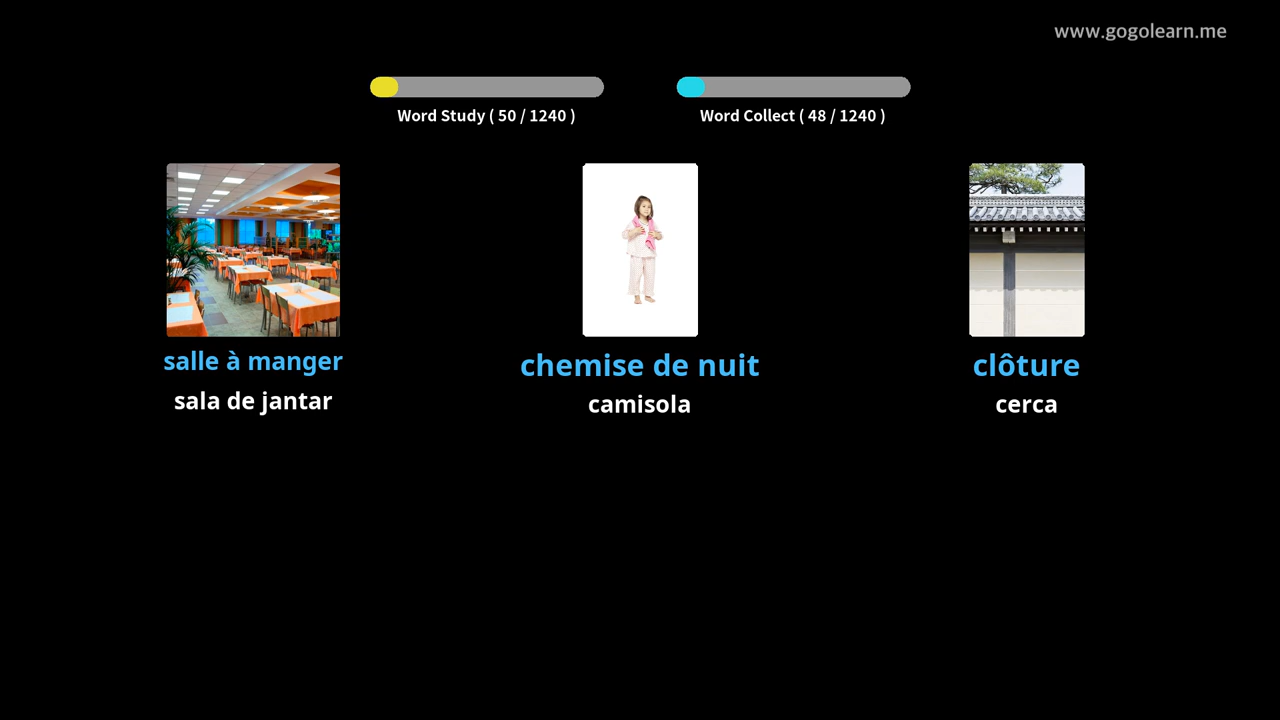 www.gogolearn.me
Word Study ( 50 / 1240 )
Word Collect ( 48 / 1240 )
salle à manger
sala de jantar
chemise de nuit
camisola
clôture
cerca